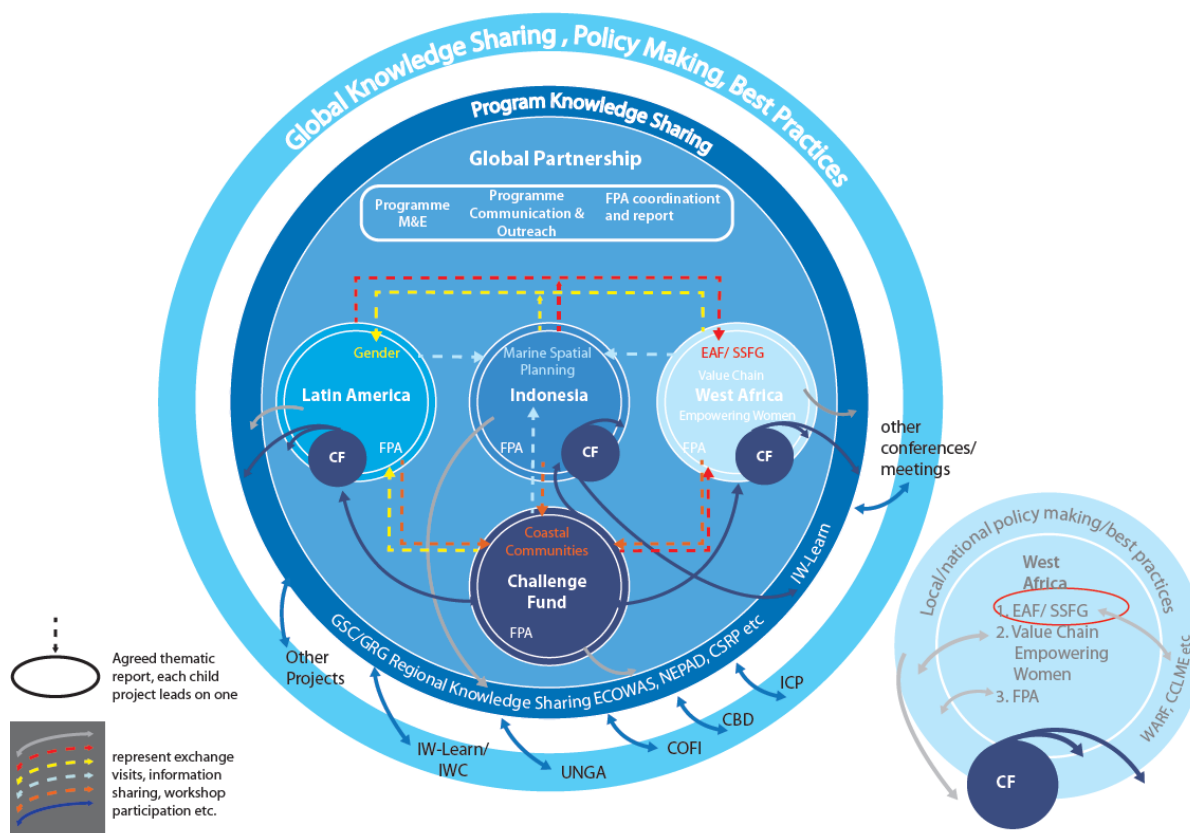 Global Knowledge Sharing , Policy Making, Best Practices
Program Knowledge Sharing
Global Partnership
Programme
M&E
Programme
Communication &
Outreach
FPA coordinationt
and report
Gender
Latin America
FPA
CF
Marine Spatial
Planning
Indonesia
FPA
CF
EAF/ SSFG
Value Chain
West Africa
Empowering Women
FPA
CF
Coastal
Communities
Challenge
Fund
FPA
other
conferences/
meetings
IW-Learn
GSC/GRG Regional Knowledge Sharing ECOWAS, NEPAD, CSRP etc
Other
Projects
IW-Learn/
IWC
UNGA
COFI
CBD
ICP
Agreed thematic
report, each child
project leads on one
represent exchange
visits, information
sharing, workshop
participation etc.
Local/national policy making/best practices
West
Africa
1. EAF/ SSFG
2. Value Chain
Empowering
Women
3. FPA
WARF, CCLME etc
CF